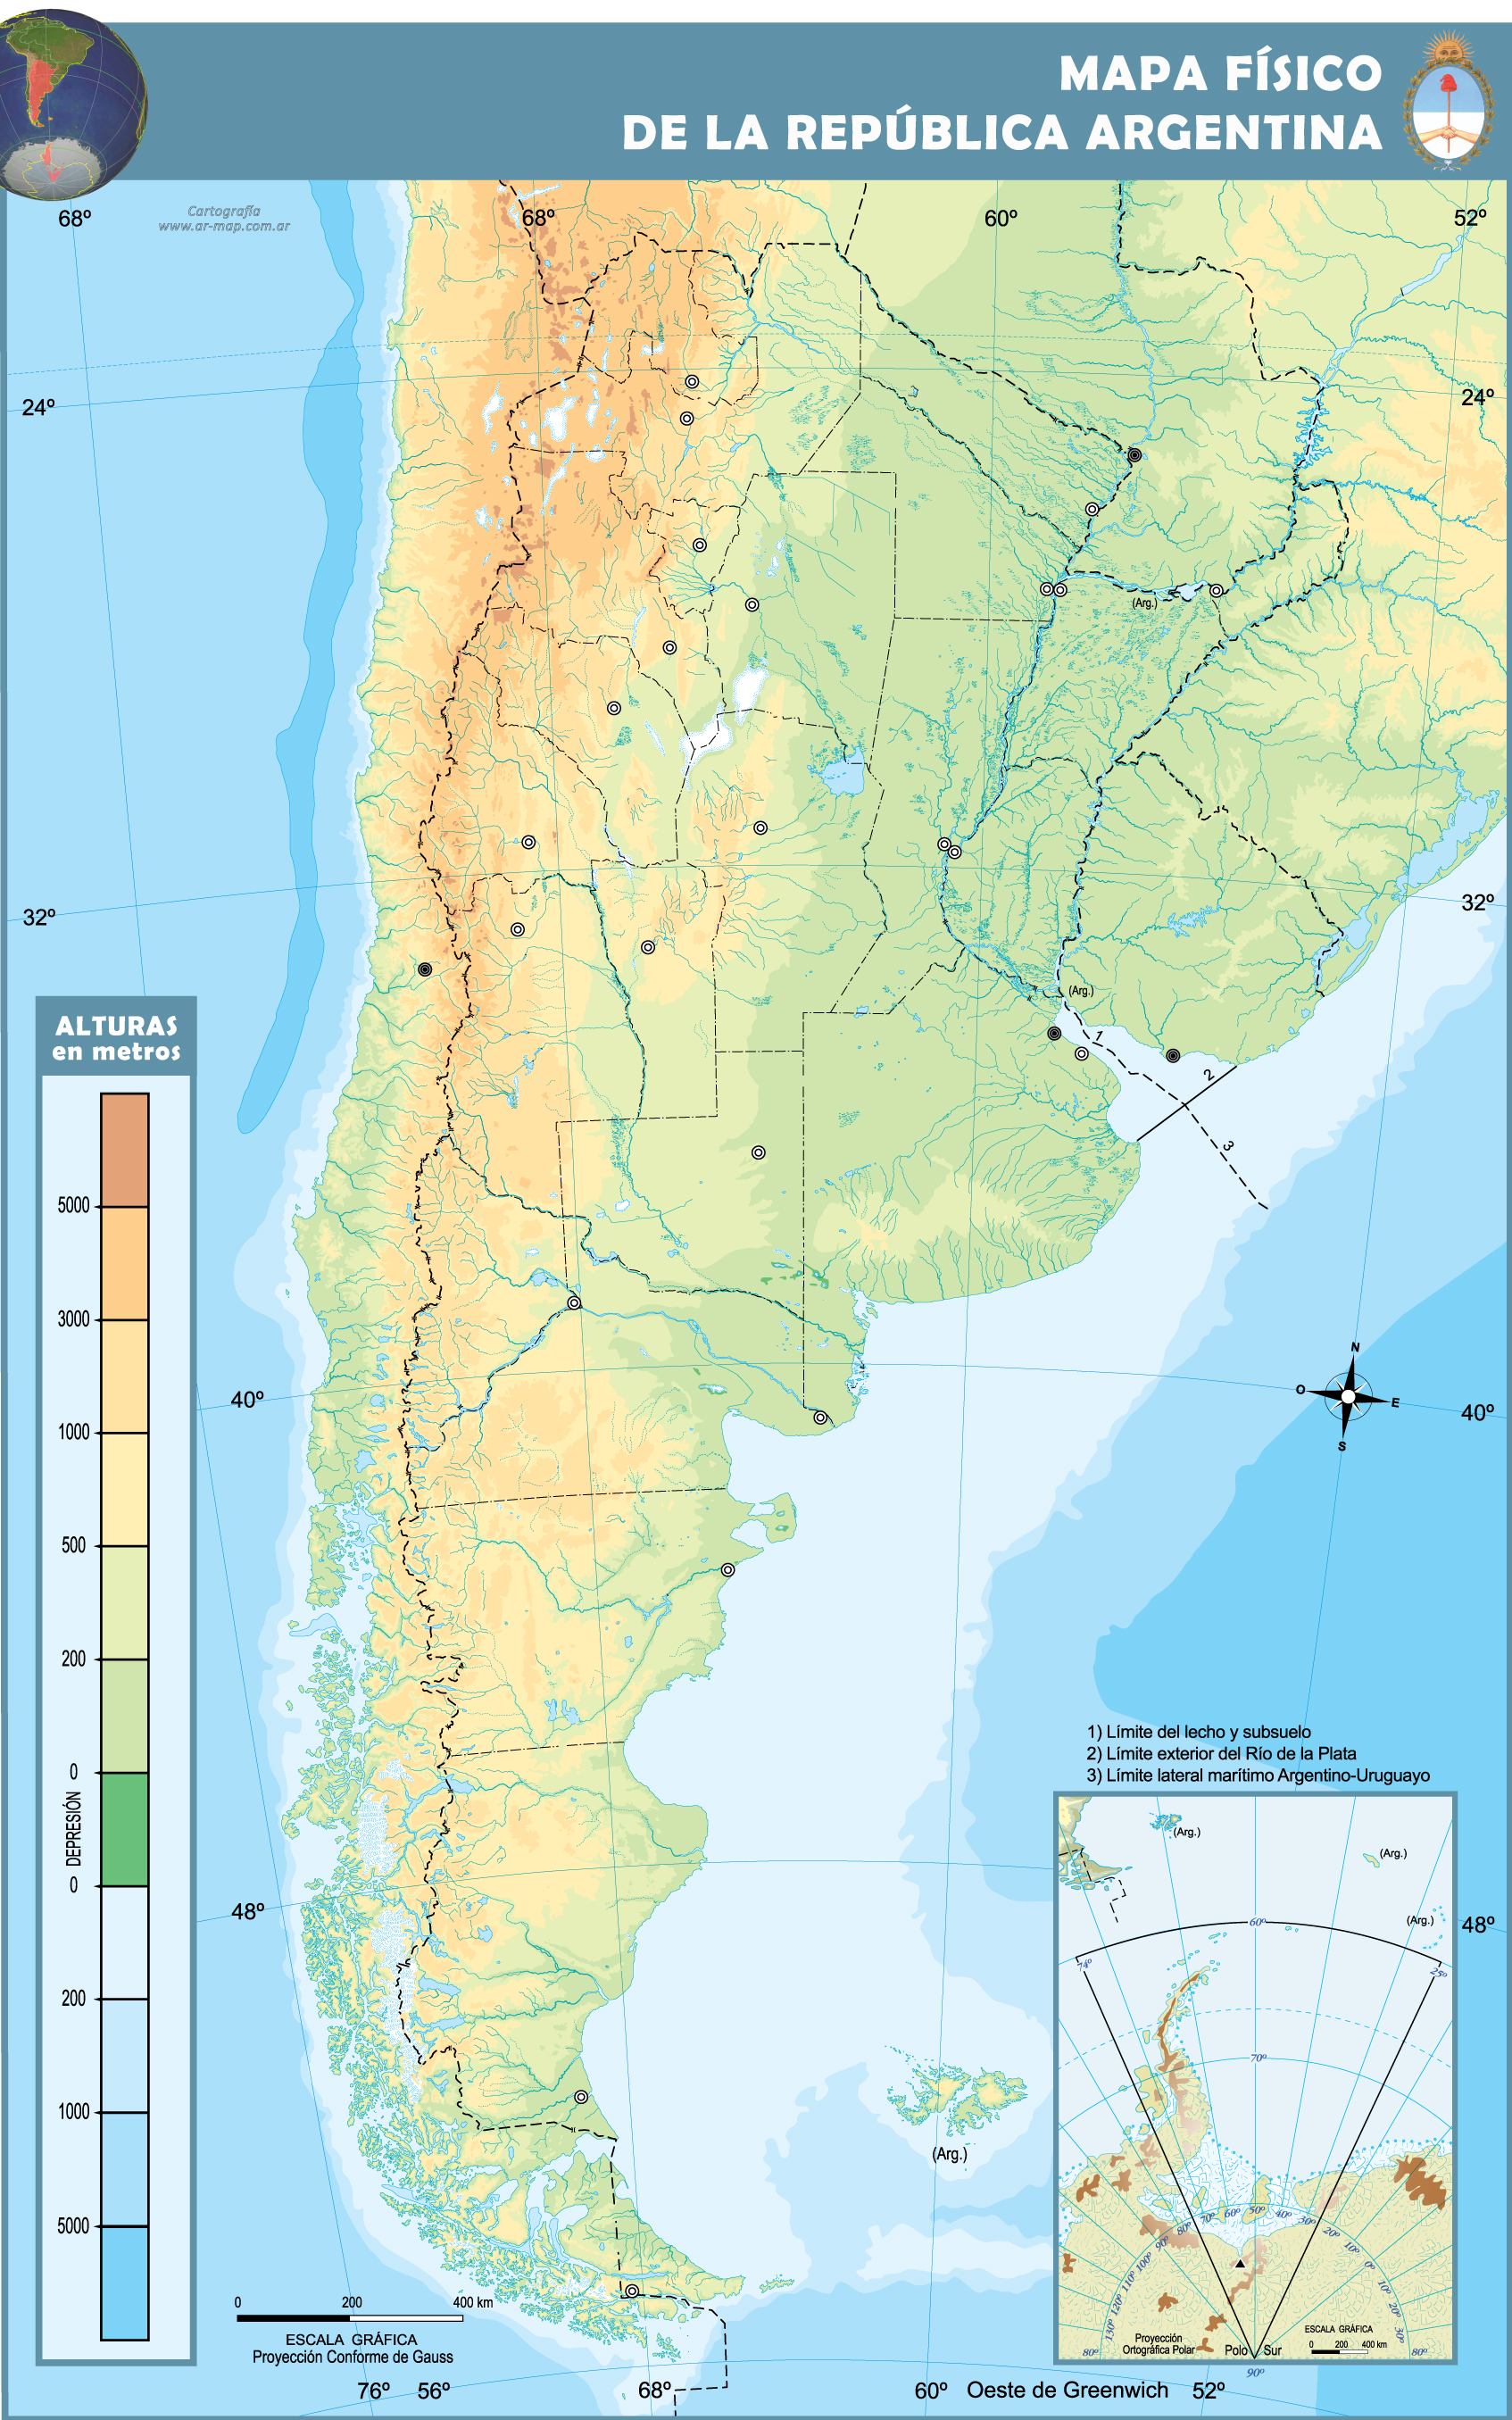 MAPA FÍSICO
DE LA REPÚBLICA ARGENTINA
Cartografía
www.ar-map.com.ar
68º
68º
60º
52º
24º
24º
(Arg.)
32º
32º
(Arg.)
1
2
3
ALTURAS
en metros
5000
3000
1000
500
200
0
DEPRESIÓN
0
200
1000
5000
N
O
E
S
40º
40º
1) Límite del lecho y subsuelo
2) Límite exterior del Río de la Plata
3) Límite lateral marítimo Argentino-Uruguayo
48º
48º
(Arg.)
(Arg.)
(Arg.)
(Arg.)
60º
74º
25º
70º
130º
120º
110º
100º
90º
80º
70º
60º
50º
40º
30º
20º
10º
0º
10º
20º
30º
80º
Proyección
Ortográfica Polar
Polo
Sur
ESCALA GRÁFICA
0 200 400 km
80º
90º
0 200 400 km
ESCALA GRÁFICA
Proyección Conforme de Gauss
76º
56º
68º
60º
Oeste de Greenwich
52º